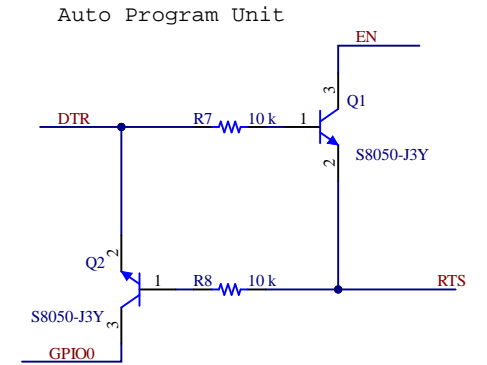 Auto Program Unit
EN
3
Q1
DTR
R7 10 k 1
S8050-J3Y
2
2
Q2
1 R8 10 k RTS
S8050-J3Y
3
GPIO0